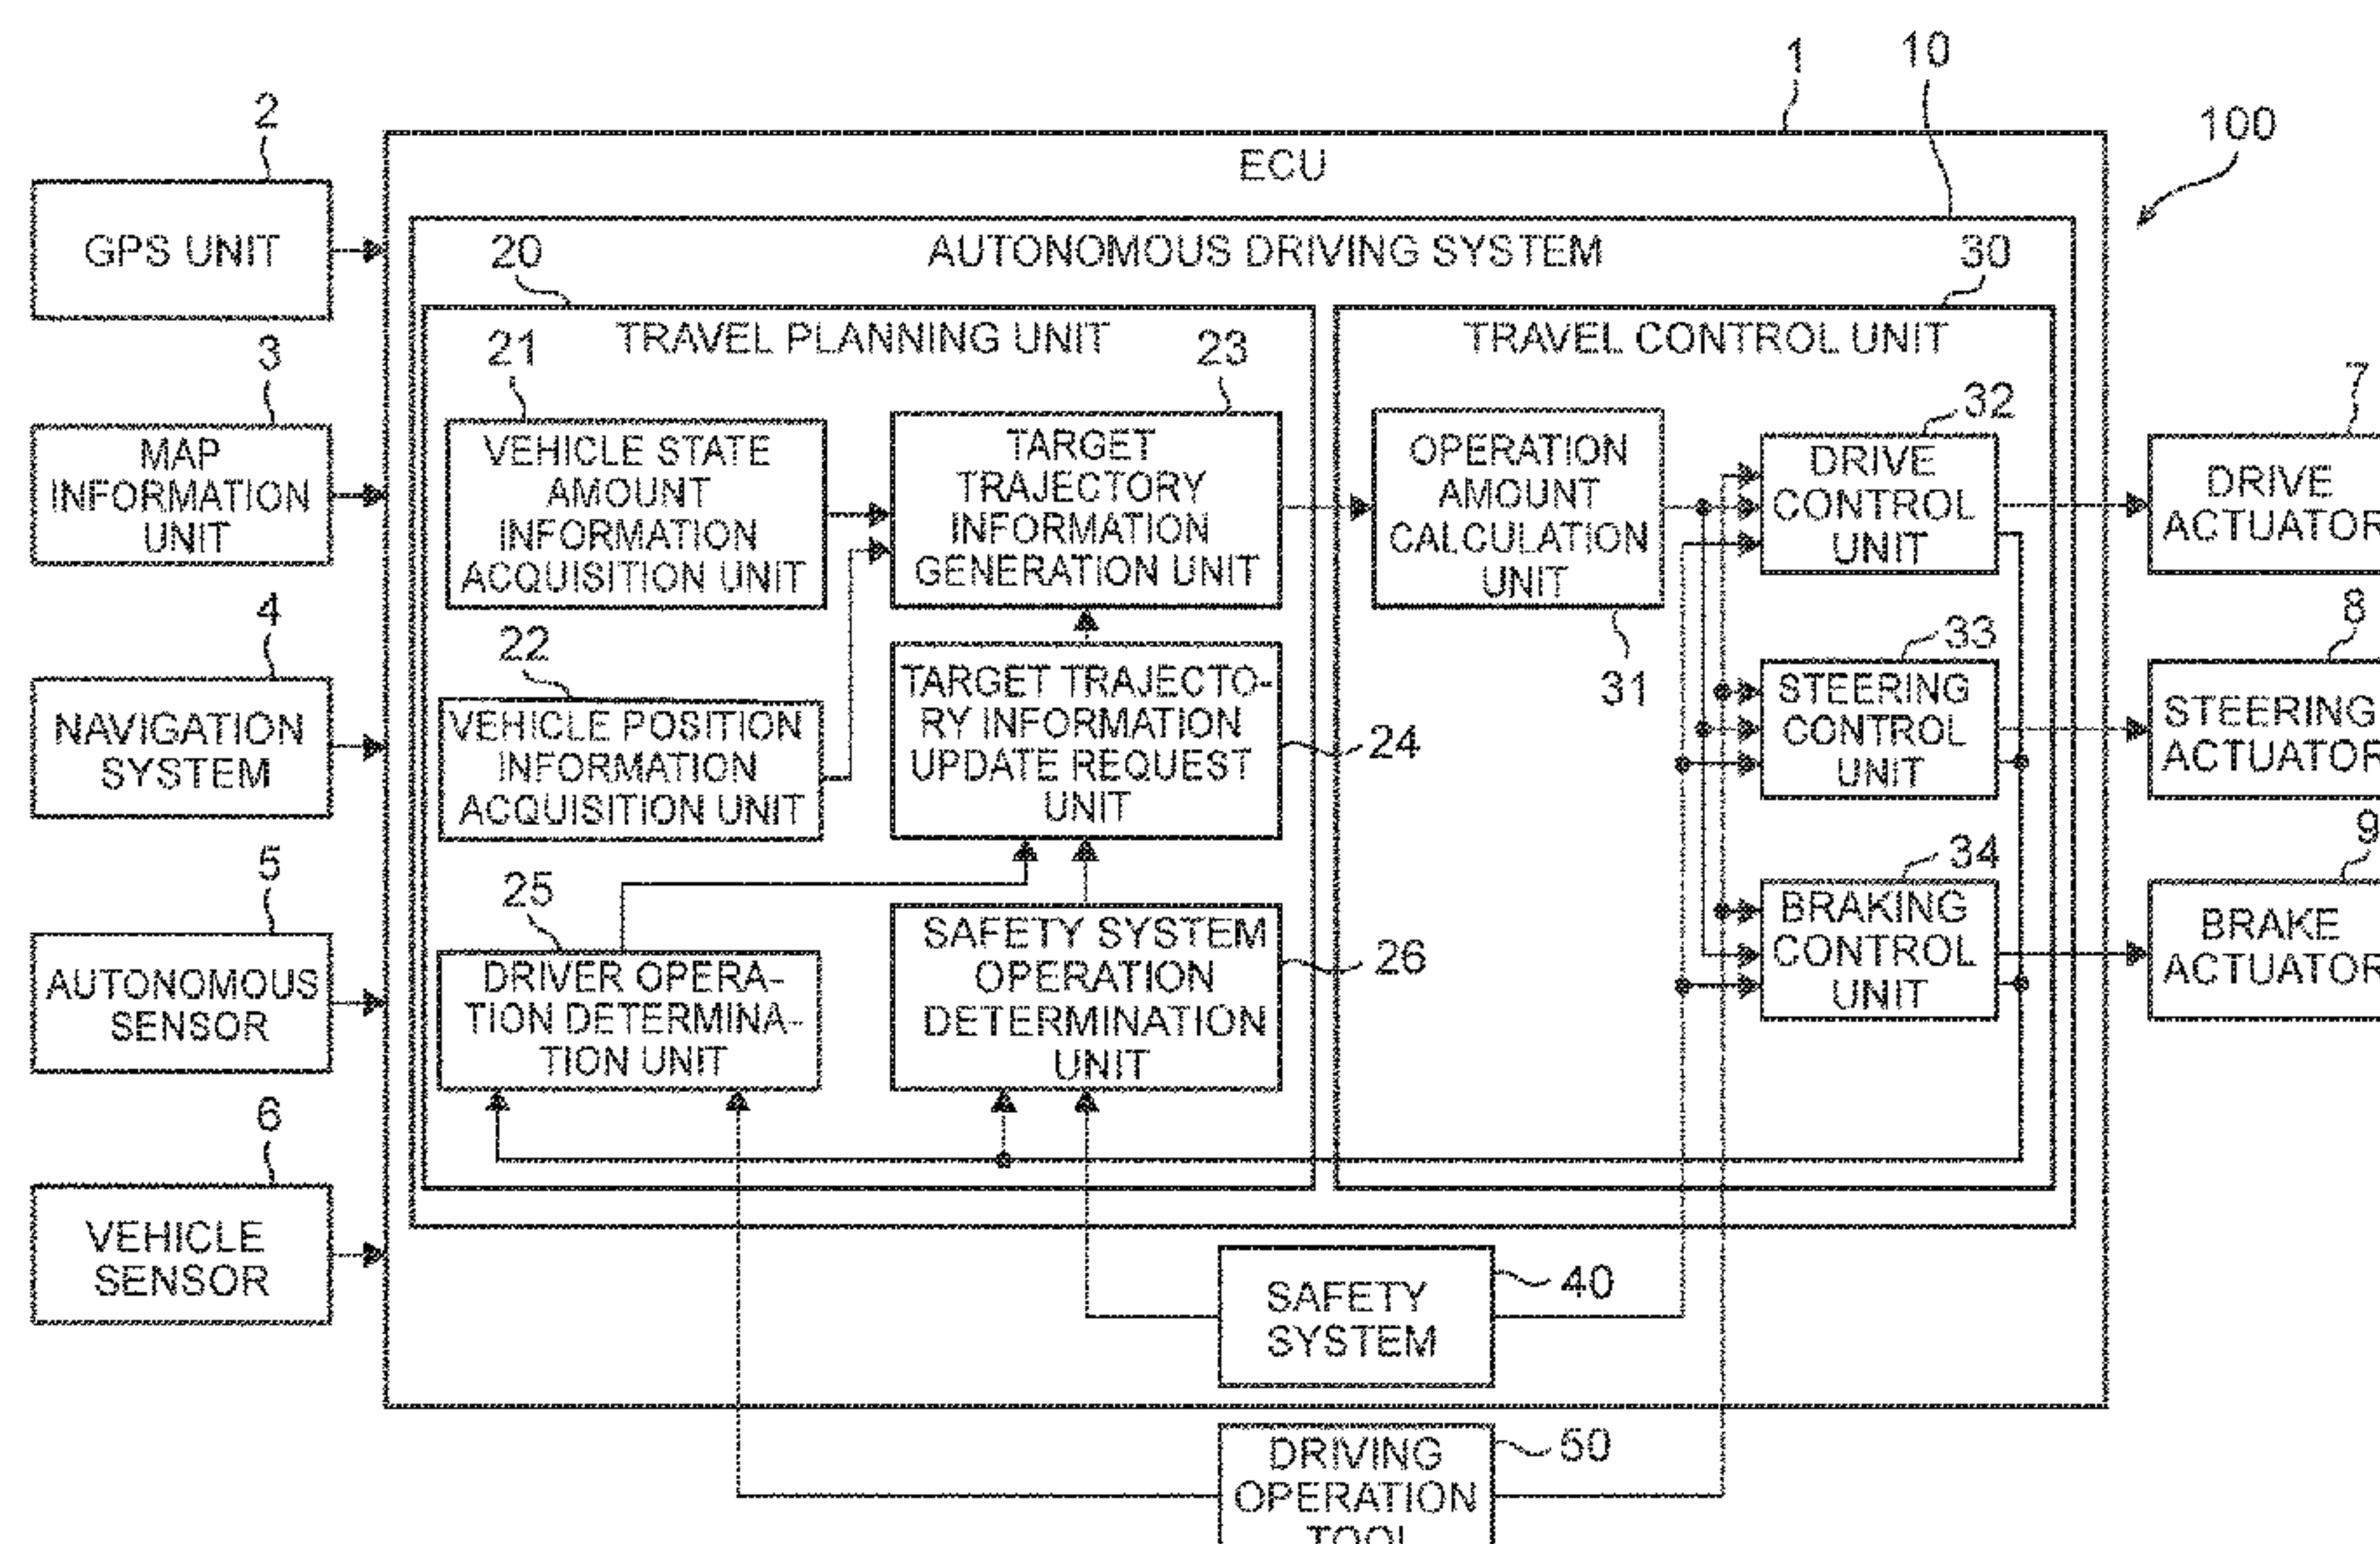 1
10
100
2
ECU
GPS UNIT
20
AUTONOMOUS DRIVING SYSTEM
30
3
MAP
INFORMATION
UNIT
21
TRAVEL PLANNING UNIT
23
TRAVEL CONTROL UNIT
VEHICLE STATE
AMOUNT
INFORMATION
ACQUISITION UNIT
TARGET
TRAJECTORY
INFORMATION
GENERATION UNIT
OPERATION
AMOUNT
CALCULATION
UNIT
31
32
DRIVE
CONTROL
UNIT
7
DRIVE
ACTUATOR
4
NAVIGATION
SYSTEM
22
VEHICLE POSITION
INFORMATION
ACQUISITION UNIT
TARGET TRAJECTO-
RY INFORMATION
UPDATE REQUEST
UNIT
24
33
STEERING
CONTROL
UNIT
8
STEERING
ACTUATOR
5
AUTONOMOUS
SENSOR
25
DRIVER OPERA-
TION DETERMINA-
TION UNIT
SAFETY SYSTEM
OPERATION
DETERMINATION
UNIT
26
34
BRAKING
CONTROL
UNIT
9
BRAKE
ACTUATOR
6
VEHICLE
SENSOR
SAFETY
SYSTEM
40
DRIVING
OPERATION
TOOL
50